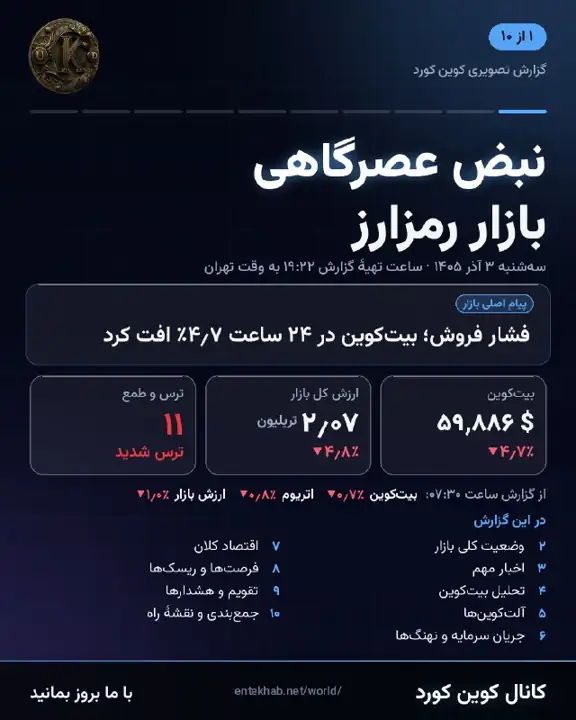 ۱ از ۱۰
گزارش تصویری کوین کورد
نبض عصرگاهی
بازار رمزارز
سه‌شنبه ۳ آذر ۱۴۰۵ · ساعت تهیهٔ گزارش ۱۹:۲۲ به وقت تهران
پیام اصلی بازار
فشار فروش؛ بیت‌کوین در ۲۴ ساعت ۴٫۷٪ افت کرد
بیت‌کوین
$ ۵۹,۸۸۶
▼۴٫۷٪
ارزش کل بازار
۲٫۰۷ تریلیون
▼۴٫۸٪
ترس و طمع
۱۱
ترس شدید
از گزارش ساعت ۰۷:۳۰: بیت‌کوین ▼۰٫۷٪ اتریوم ▼۰٫۸٪ ارزش بازار ▼۱٫۰٪
در این گزارش
۲ وضعیت کلی بازار
۳ اخبار مهم
۴ تحلیل بیت‌کوین
۵ آلت‌کوین‌ها
۶ جریان سرمایه و نهنگ‌ها
۷ اقتصاد کلان
۸ فرصت‌ها و ریسک‌ها
۹ تقویم و هشدارها
۱۰ جمع‌بندی و نقشهٔ راه
کانال کوین کورد
entekhab.net/world/
با ما بروز بمانید